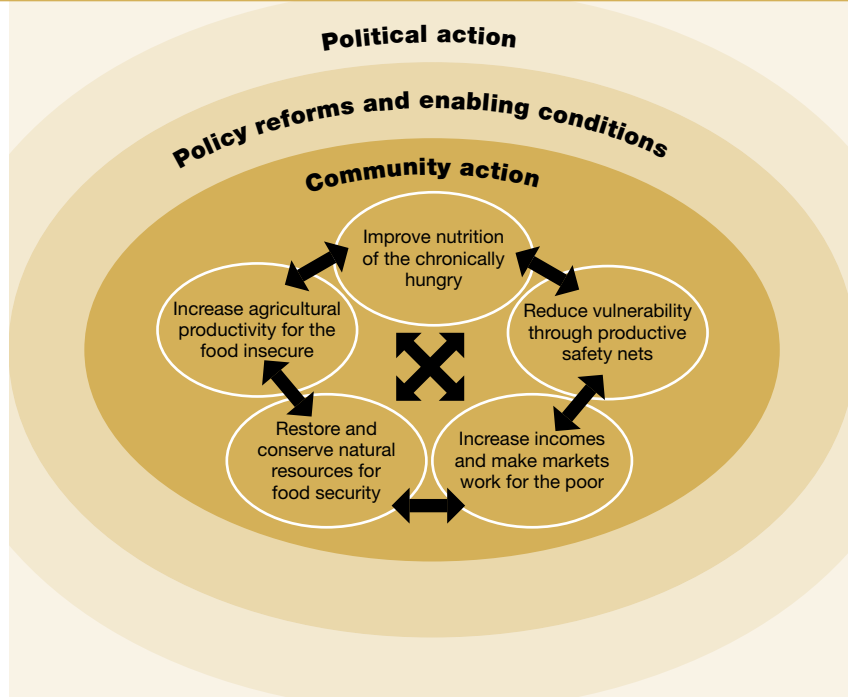 Political action
Policy reforms and enabling conditions
Community action
Improve nutrition
of the chronically
hungry
Increase agricultural
productivity for the
food insecure
Reduce vulnerability
through productive
safety nets
Restore and
conserve natural
resources for
food security
Increase incomes
and make markets
work for the poor